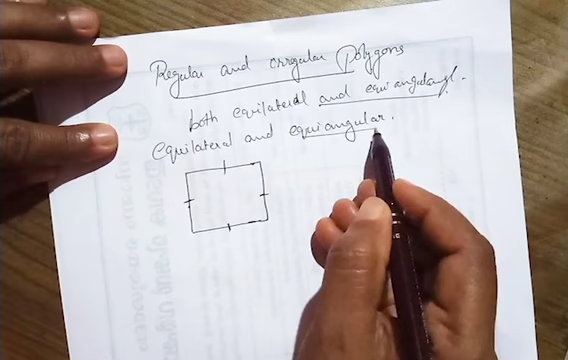 Regular and irregular Polygons
both equilateral and equiangular
equilateral and equiangular.